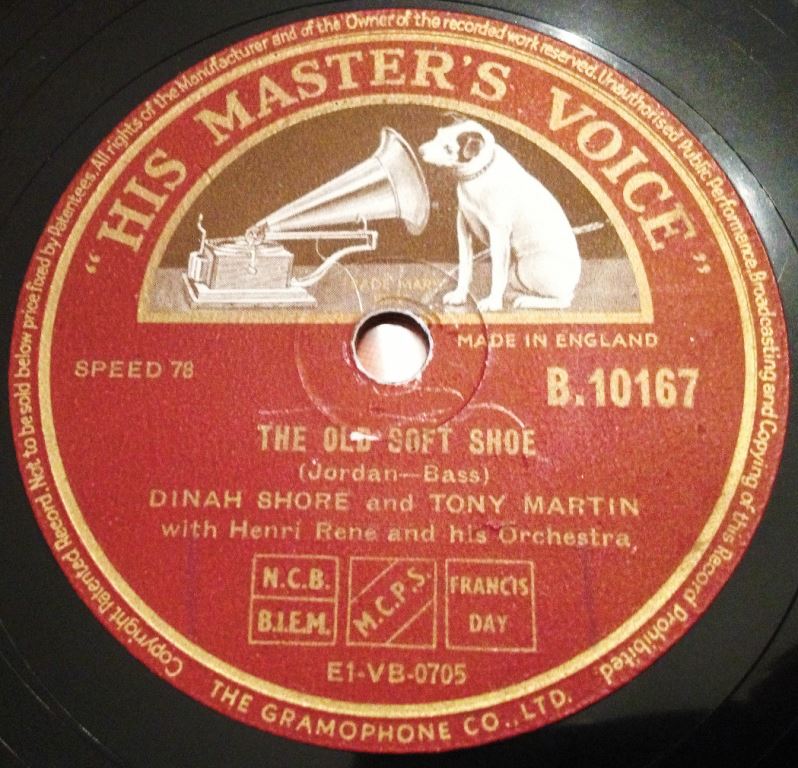 Copyright Patented Record. Not to be sold below price fixed by Patentees. All rights of the Manufacturer and of the Owner of the recorded work reserved. Unauthorised Public Performance, Broadcasting and Copying of this Record Prohibited.
"HIS MASTER'S VOICE"
TRADE MARK
MADE IN ENGLAND
SPEED 78
B.10167
THE OLD SOFT SHOE
(Jordan—Bass)
DINAH SHORE and TONY MARTIN
with Henri Rene and his Orchestra
N.C.B.
B.I.E.M.
M.C.P.S.
FRANCIS
DAY
E1-VB-0705
THE GRAMOPHONE CO., LTD.